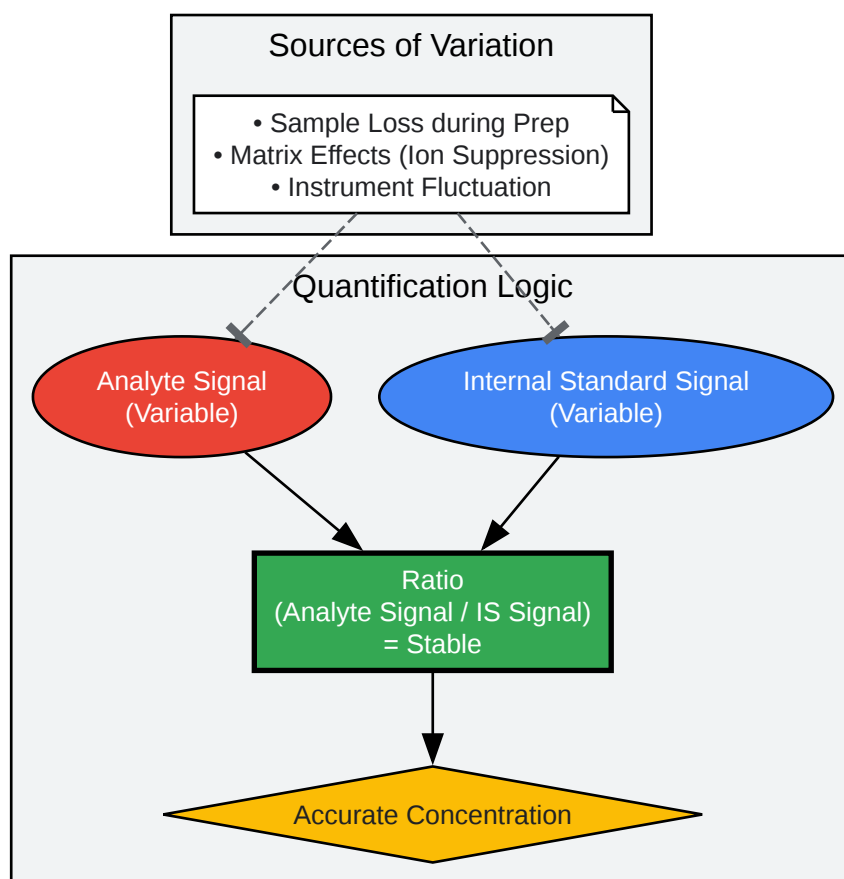 Sources of Variation
• Sample Loss during Prep
• Matrix Effects (Ion Suppression)
• Instrument Fluctuation
Quantification Logic
Analyte Signal
(Variable)
Internal Standard Signal
(Variable)
Ratio
(Analyte Signal / IS Signal)
= Stable
Accurate Concentration